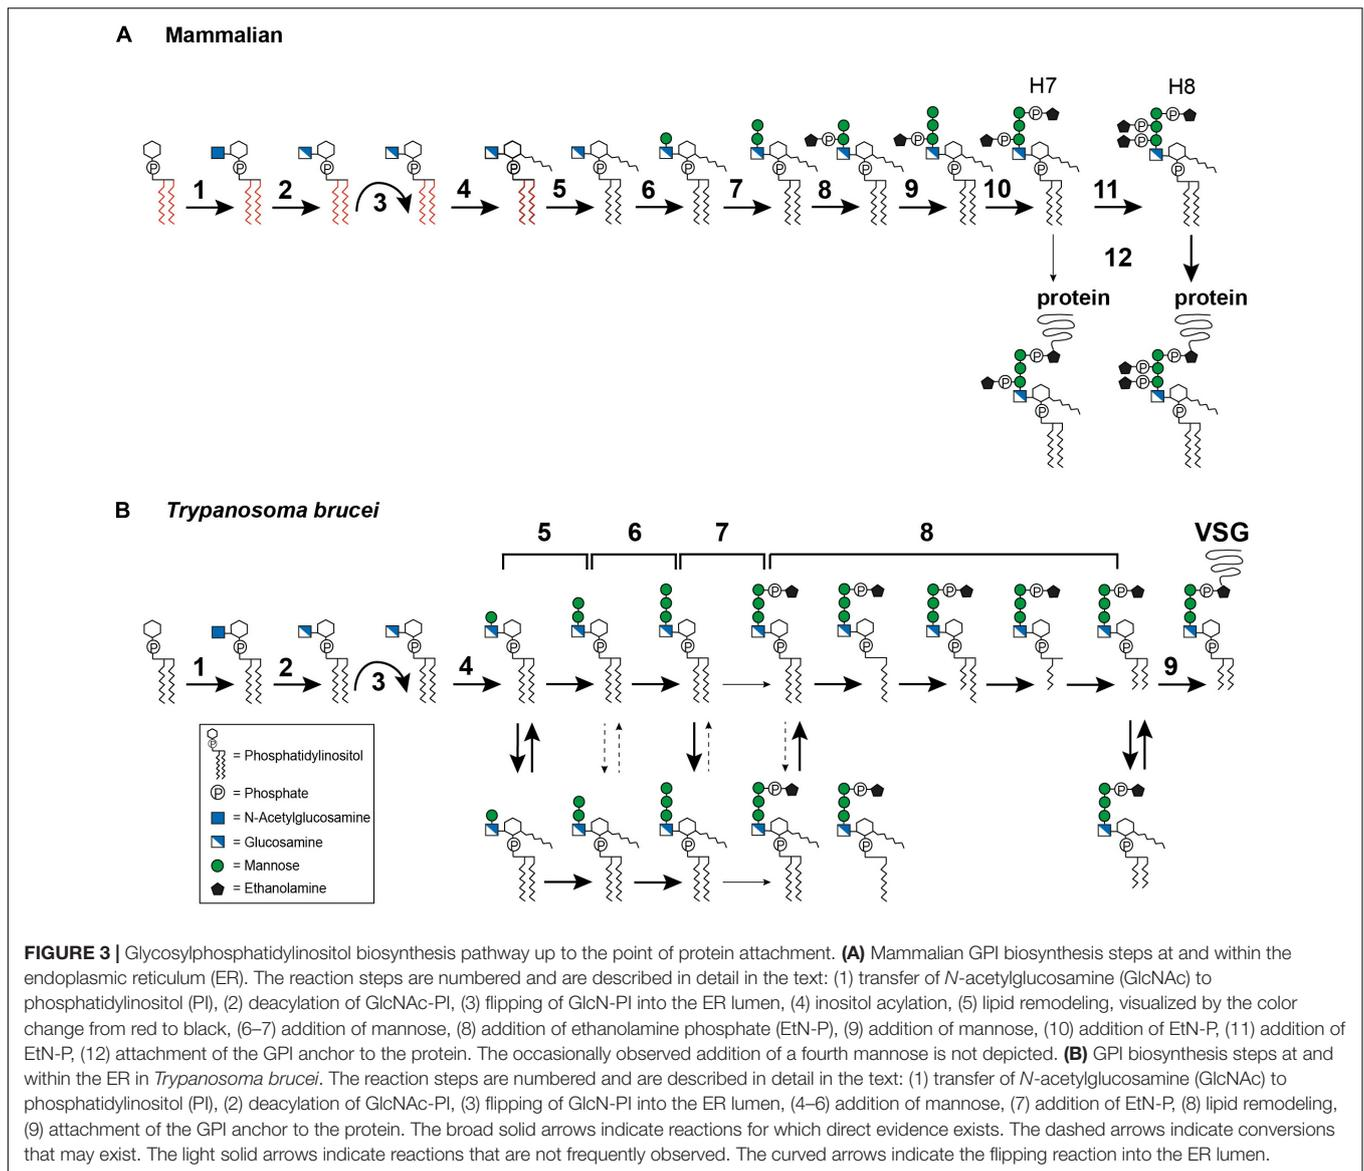 A Mammalian
H7
H8
P P P P P P P P P P P P P P P P P P P P
1 2 3 4 5 6 7 8 9 10 11
12
protein protein
P P P P P P P
B Trypanosoma brucei
5 6 7 8 VSG
P P P P P P
P P P P P P P P P P P P
1 2 3 4 9
P = Phosphatidylinositol
P = Phosphate
= N-Acetylglucosamine
= Glucosamine
= Mannose
= Ethanolamine
P P P
P P P P P P
FIGURE 3 | Glycosylphosphatidylinositol biosynthesis pathway up to the point of protein attachment. (A) Mammalian GPI biosynthesis steps at and within the
endoplasmic reticulum (ER). The reaction steps are numbered and are described in detail in the text: (1) transfer of N-acetylglucosamine (GlcNAc) to
phosphatidylinositol (PI), (2) deacylation of GlcNAc-PI, (3) flipping of GlcN-PI into the ER lumen, (4) inositol acylation, (5) lipid remodeling, visualized by the color
change from red to black, (6–7) addition of mannose, (8) addition of ethanolamine phosphate (EtN-P), (9) addition of mannose, (10) addition of EtN-P, (11) addition of
EtN-P, (12) attachment of the GPI anchor to the protein. The occasionally observed addition of a fourth mannose is not depicted. (B) GPI biosynthesis steps at and
within the ER in Trypanosoma brucei. The reaction steps are numbered and are described in detail in the text: (1) transfer of N-acetylglucosamine (GlcNAc) to
phosphatidylinositol (PI), (2) deacylation of GlcNAc-PI, (3) flipping of GlcN-PI into the ER lumen, (4–6) addition of mannose, (7) addition of EtN-P, (8) lipid remodeling,
(9) attachment of the GPI anchor to the protein. The broad solid arrows indicate reactions for which direct evidence exists. The dashed arrows indicate conversions
that may exist. The light solid arrows indicate reactions that are not frequently observed. The curved arrows indicate the flipping reaction into the ER lumen.